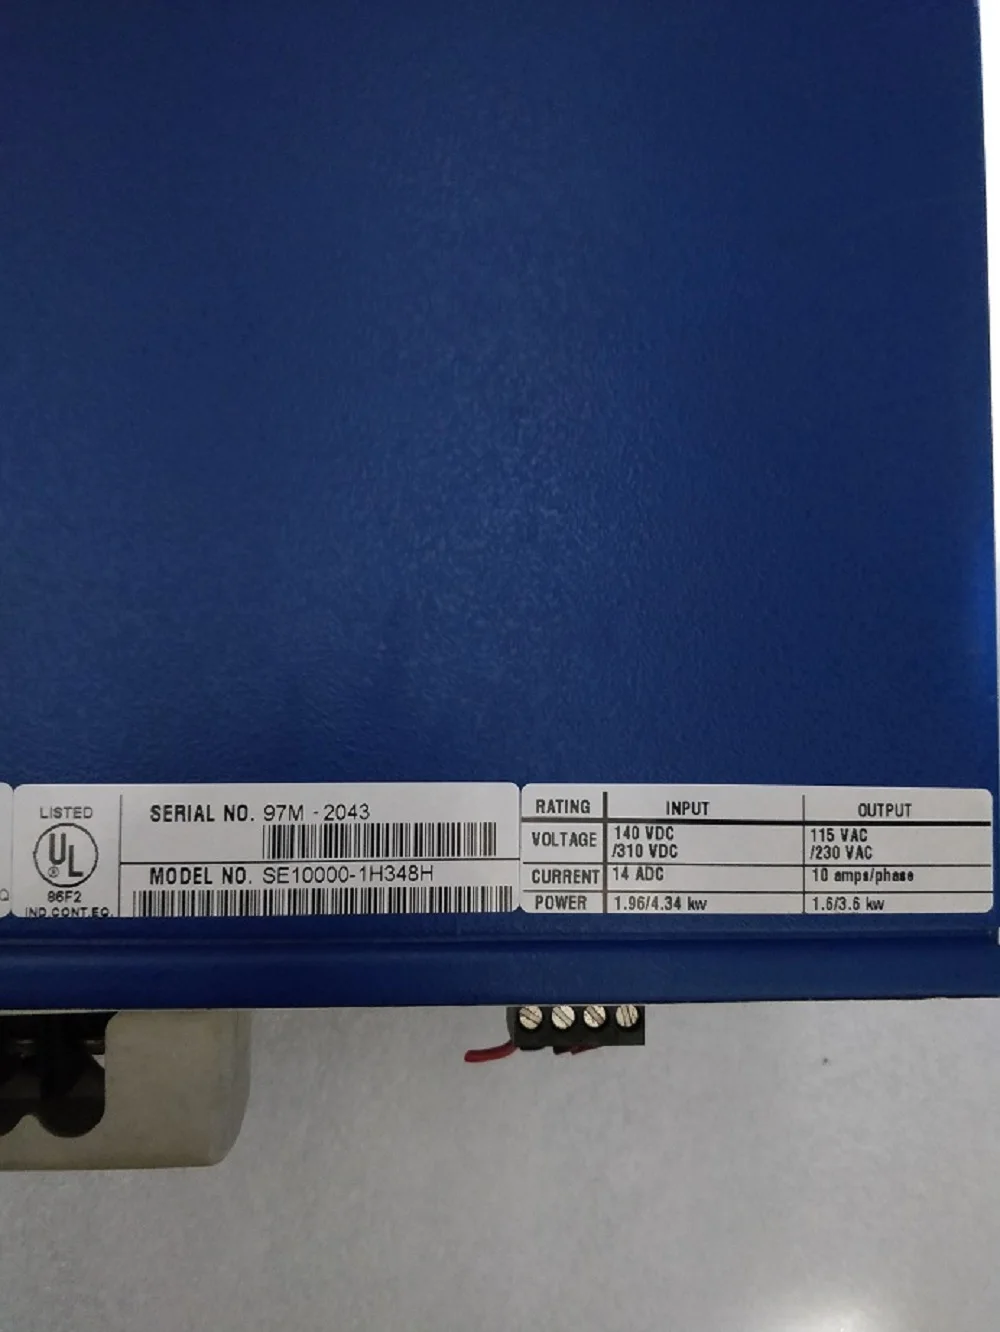 LISTED
UL
®
86F2
IND.CONT.EQ.
Q
SERIAL NO. 97M - 2043
MODEL NO. SE10000-1H348H
RATING INPUT OUTPUT
VOLTAGE 140 VDC /310 VDC 115 VAC /230 VAC
CURRENT 14 ADC 10 amps/phase
POWER 1.96/4.34 kw 1.6/3.6 kw